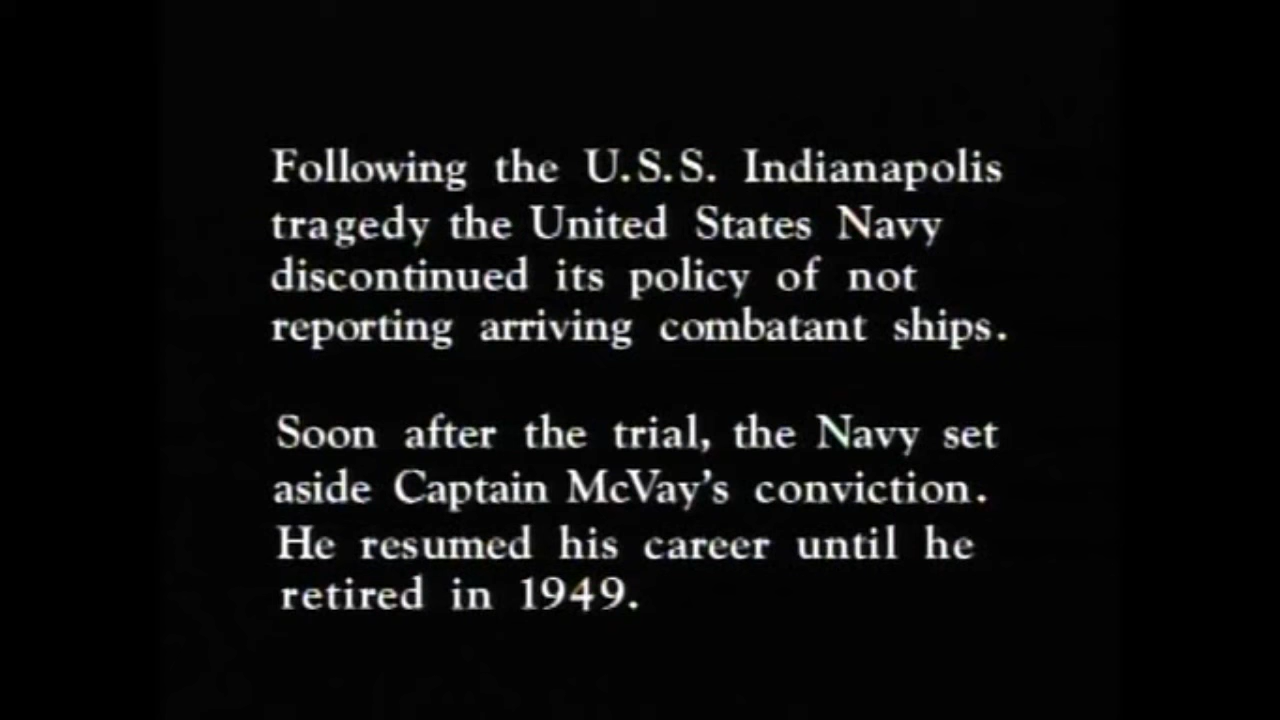 Following the U.S.S. Indianapolis
tragedy the United States Navy
discontinued its policy of not
reporting arriving combatant ships.
Soon after the trial, the Navy set
aside Captain McVay's conviction.
He resumed his career until he
retired in 1949.